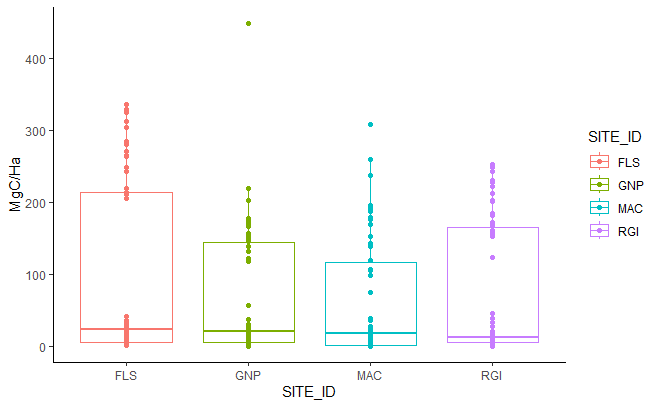 MgC/Ha
400
300
200
100
0
FLS GNP MAC RGI
SITE_ID
SITE_ID
FLS
GNP
MAC
RGI